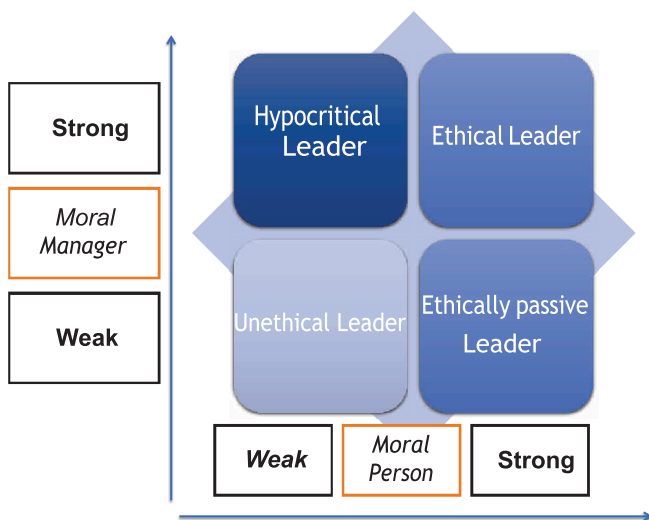 Strong
Moral
Manager
Weak
Hypocritical
Leader
Ethical Leader
Unethical Leader
Ethically passive
Leader
Weak
Moral
Person
Strong